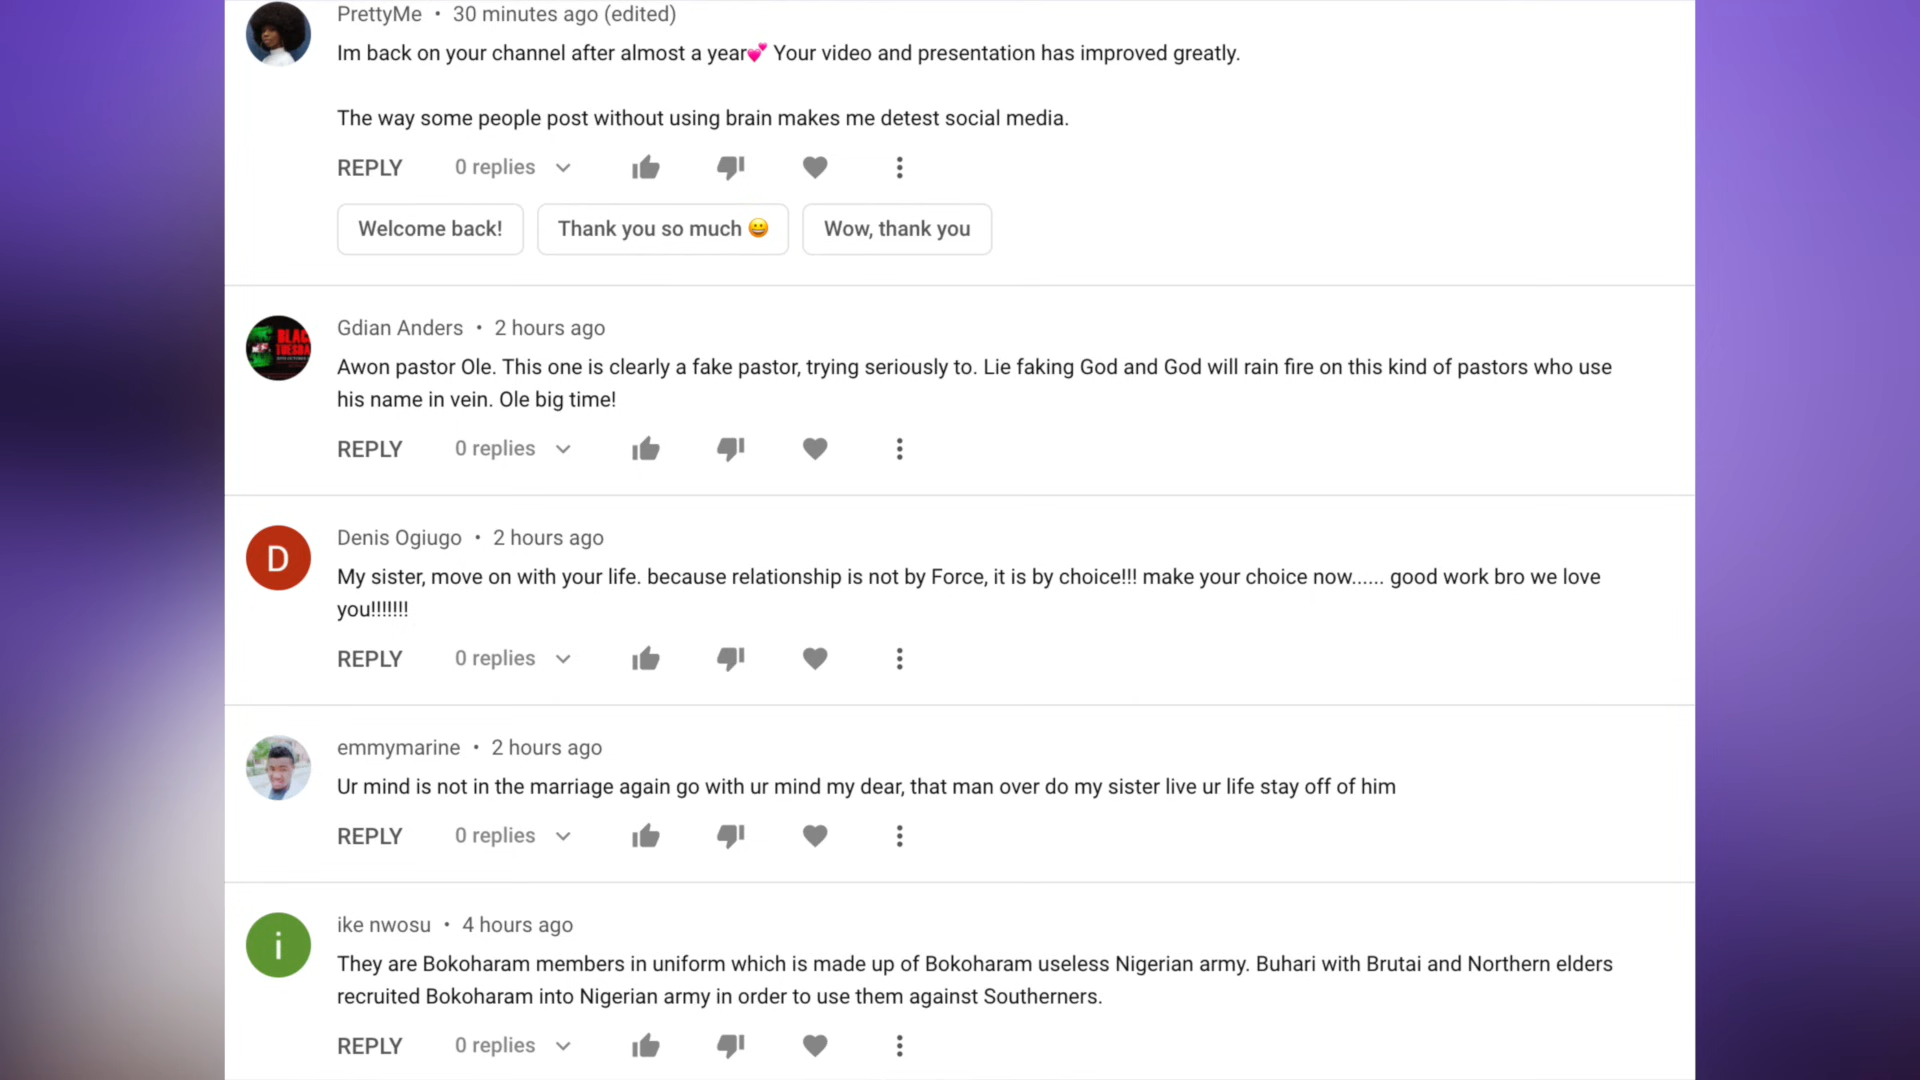 PrettyMe • 30 minutes ago (edited)
Im back on your channel after almost a year💕 Your video and presentation has improved greatly.
The way some people post without using brain makes me detest social media.
REPLY 0 replies
Welcome back! Thank you so much 😀 Wow, thank you
BLAC
TUESDA
Gdian Anders • 2 hours ago
Awon pastor Ole. This one is clearly a fake pastor, trying seriously to. Lie faking God and God will rain fire on this kind of pastors who use
his name in vein. Ole big time!
REPLY 0 replies
D
Denis Ogiugo • 2 hours ago
My sister, move on with your life. because relationship is not by Force, it is by choice!!! make your choice now...... good work bro we love
you!!!!!!!
REPLY 0 replies
emmymarine • 2 hours ago
Ur mind is not in the marriage again go with ur mind my dear, that man over do my sister live ur life stay off of him
REPLY 0 replies
i
ike nwosu • 4 hours ago
They are Bokoharam members in uniform which is made up of Bokoharam useless Nigerian army. Buhari with Brutai and Northern elders
recruited Bokoharam into Nigerian army in order to use them against Southerners.
REPLY 0 replies